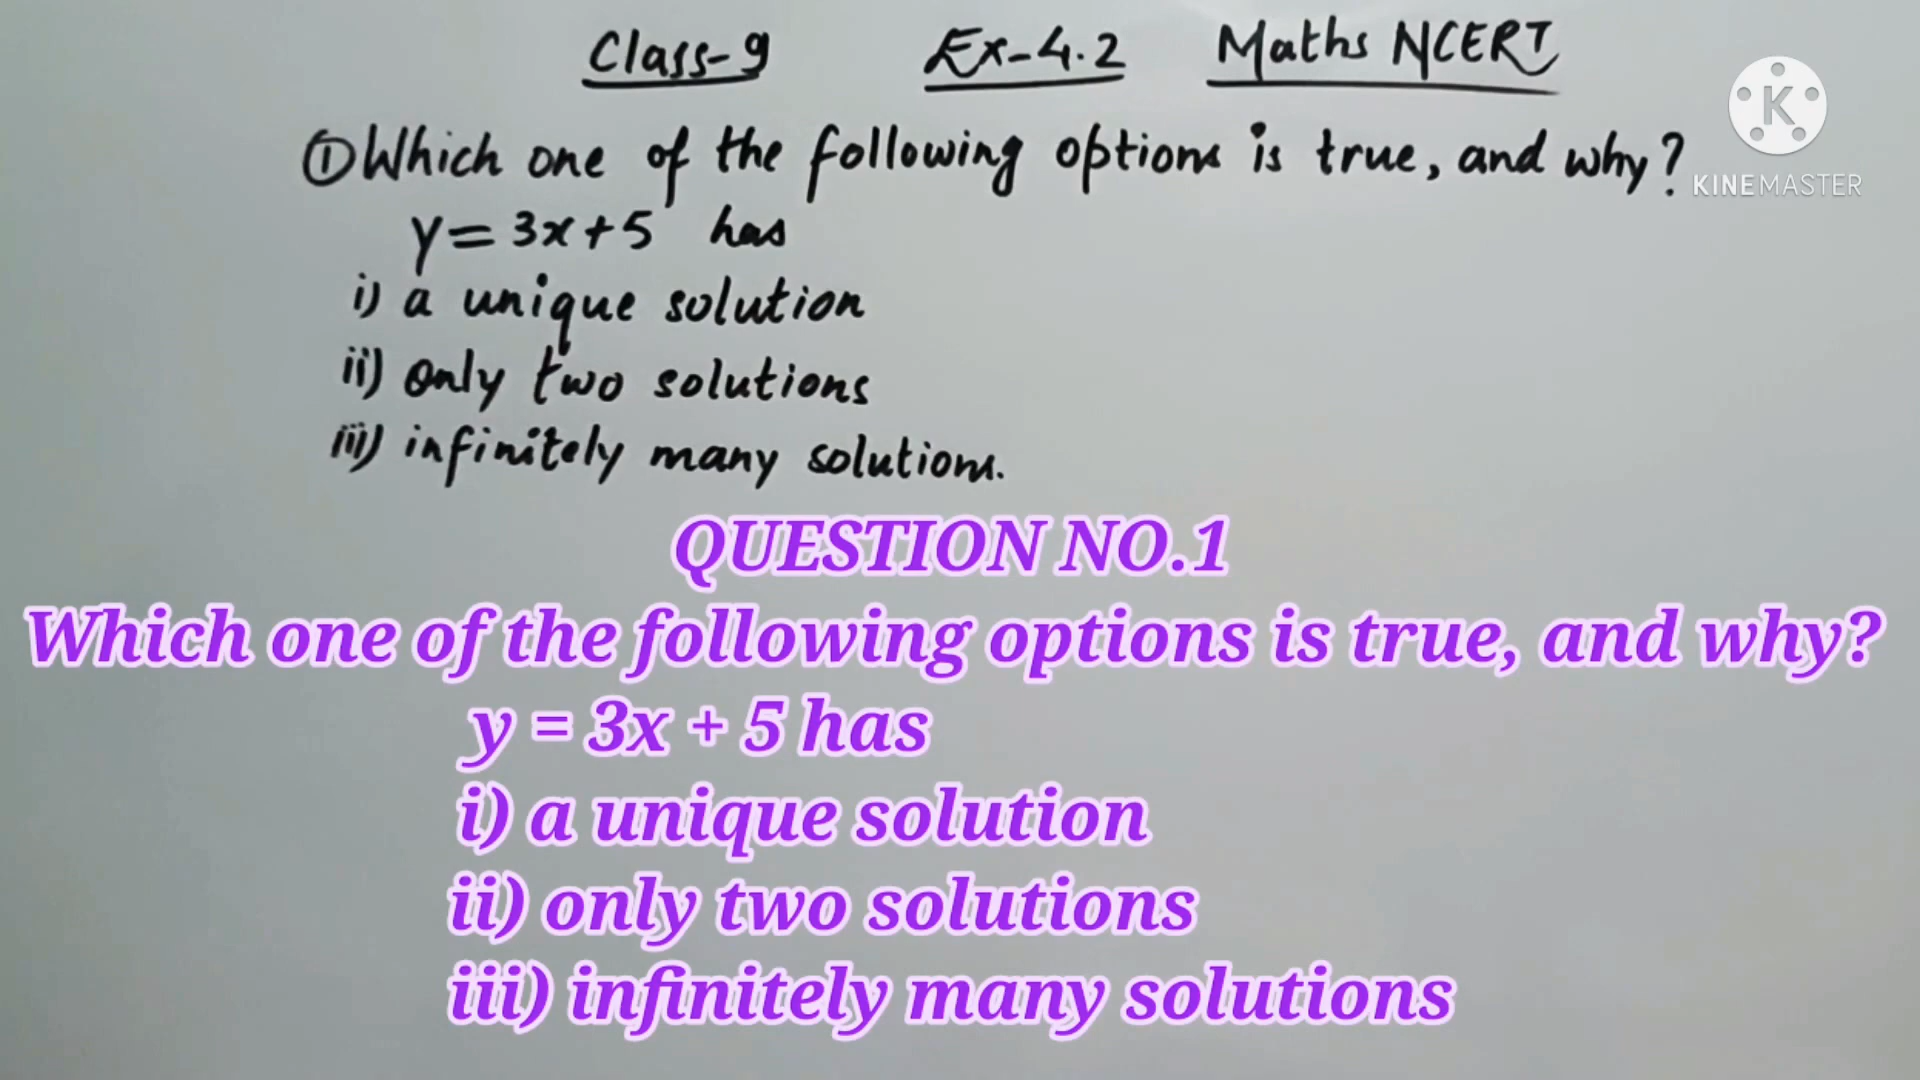 Class-9 Ex-4.2 Maths NCERT
① Which one of the following options is true, and why?
KINEMASTER
y = 3x + 5 has
i) a unique solution
ii) only two solutions
iii) infinitely many solutions.
QUESTION NO.1
Which one of the following options is true, and why?
y = 3x + 5 has
i) a unique solution
ii) only two solutions
iii) infinitely many solutions